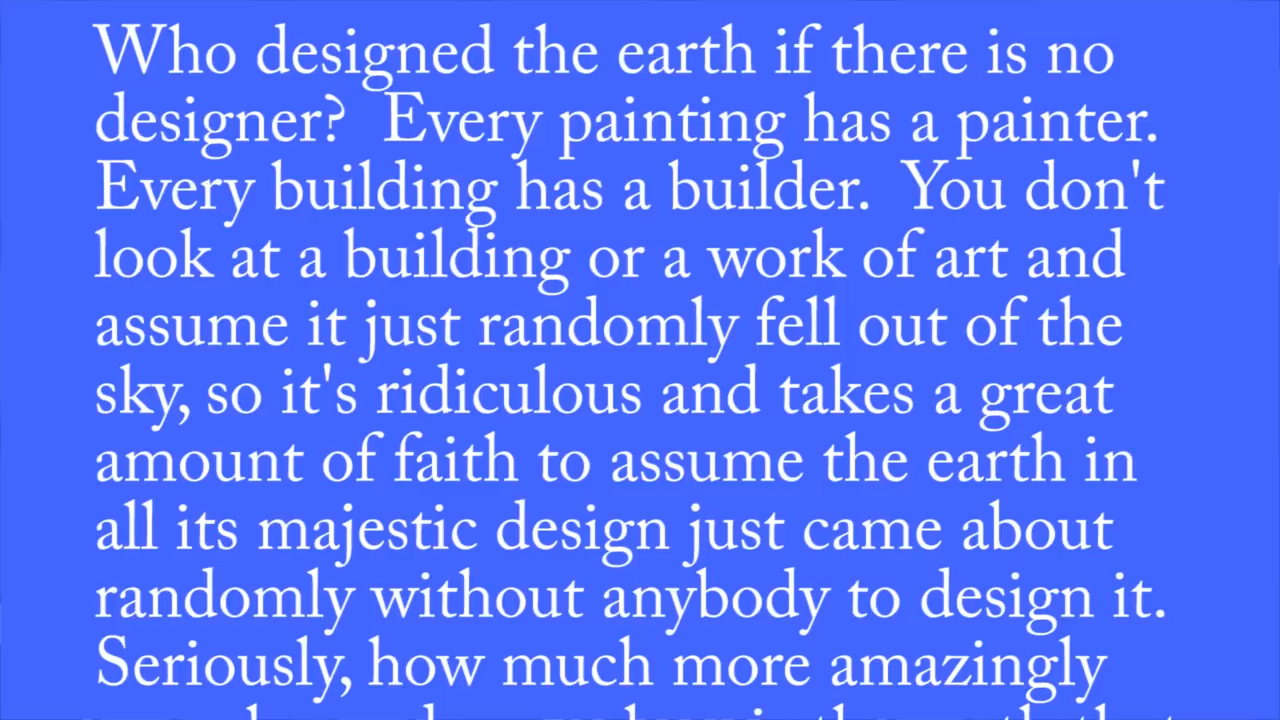 Who designed the earth if there is no
designer?  Every painting has a painter.
Every building has a builder.  You don't
look at a building or a work of art and
assume it just randomly fell out of the
sky, so it's ridiculous and takes a great
amount of faith to assume the earth in
all its majestic design just came about
randomly without anybody to design it.
Seriously, how much more amazingly